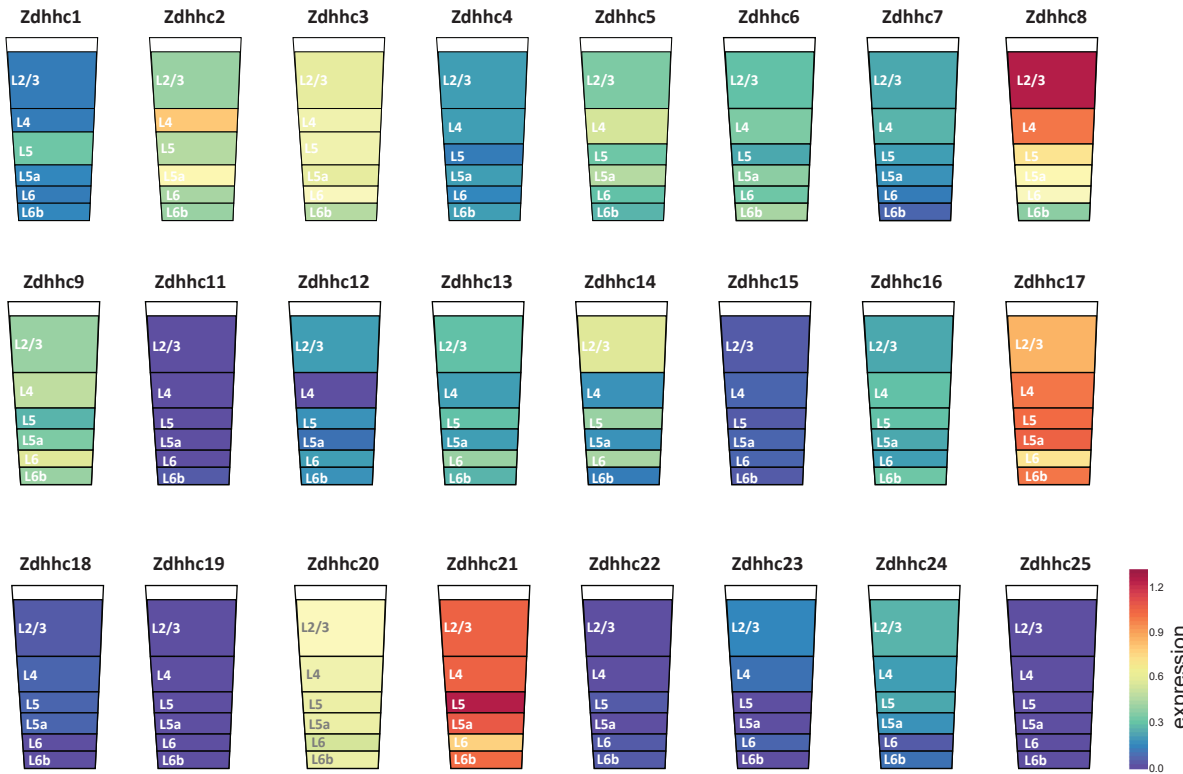 Zdhhc1 Zdhhc2 Zdhhc3 Zdhhc4 Zdhhc5 Zdhhc6 Zdhhc7 Zdhhc8
L2/3 L2/3 L2/3 L2/3 L2/3 L2/3 L2/3 L2/3
L4 L4 L4 L4 L4 L4 L4 L4
L5 L5 L5 L5 L5 L5 L5 L5
L5a L5a L5a L5a L5a L5a L5a L5a
L6 L6 L6 L6 L6 L6 L6 L6
L6b L6b L6b L6b L6b L6b L6b L6b
Zdhhc9 Zdhhc11 Zdhhc12 Zdhhc13 Zdhhc14 Zdhhc15 Zdhhc16 Zdhhc17
L2/3 L2/3 L2/3 L2/3 L2/3 L2/3 L2/3 L2/3
L4 L4 L4 L4 L4 L4 L4 L4
L5 L5 L5 L5 L5 L5 L5 L5
L5a L5a L5a L5a L5a L5a L5a L5a
L6 L6 L6 L6 L6 L6 L6 L6
L6b L6b L6b L6b L6b L6b L6b L6b
Zdhhc18 Zdhhc19 Zdhhc20 Zdhhc21 Zdhhc22 Zdhhc23 Zdhhc24 Zdhhc25
L2/3 L2/3 L2/3 L2/3 L2/3 L2/3 L2/3 L2/3
L4 L4 L4 L4 L4 L4 L4 L4
L5 L5 L5 L5 L5 L5 L5 L5
L5a L5a L5a L5a L5a L5a L5a L5a
L6 L6 L6 L6 L6 L6 L6 L6
L6b L6b L6b L6b L6b L6b L6b L6b
1.2
0.9
0.6
0.3
0.0
expression